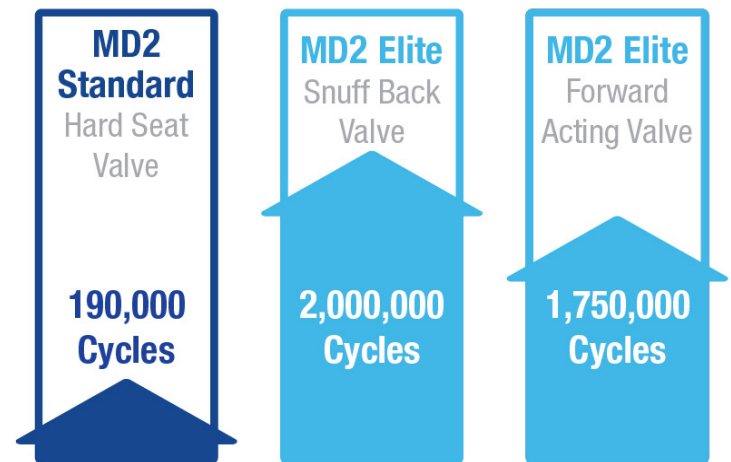 MD2
Standard
Hard Seat
Valve
190,000
Cycles
MD2 Elite
Snuff Back
Valve
2,000,000
Cycles
MD2 Elite
Forward
Acting Valve
1,750,000
Cycles